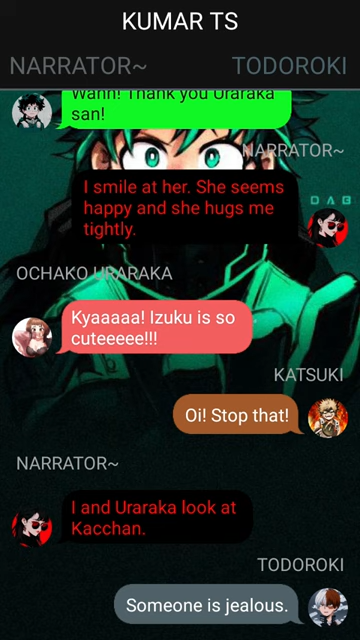 KUMAR TS
NARRATOR~ TODOROKI
Wahh! Thank you Uraraka
san!
NARRATOR~
I smile at her. She seems
happy and she hugs me
tightly.
OCHAKO URARAKA
Kyaaaaa! Izuku is so
cuteeeee!!!
KATSUKI
Oi! Stop that!
NARRATOR~
I and Uraraka look at
Kacchan.
TODOROKI
Someone is jealous.